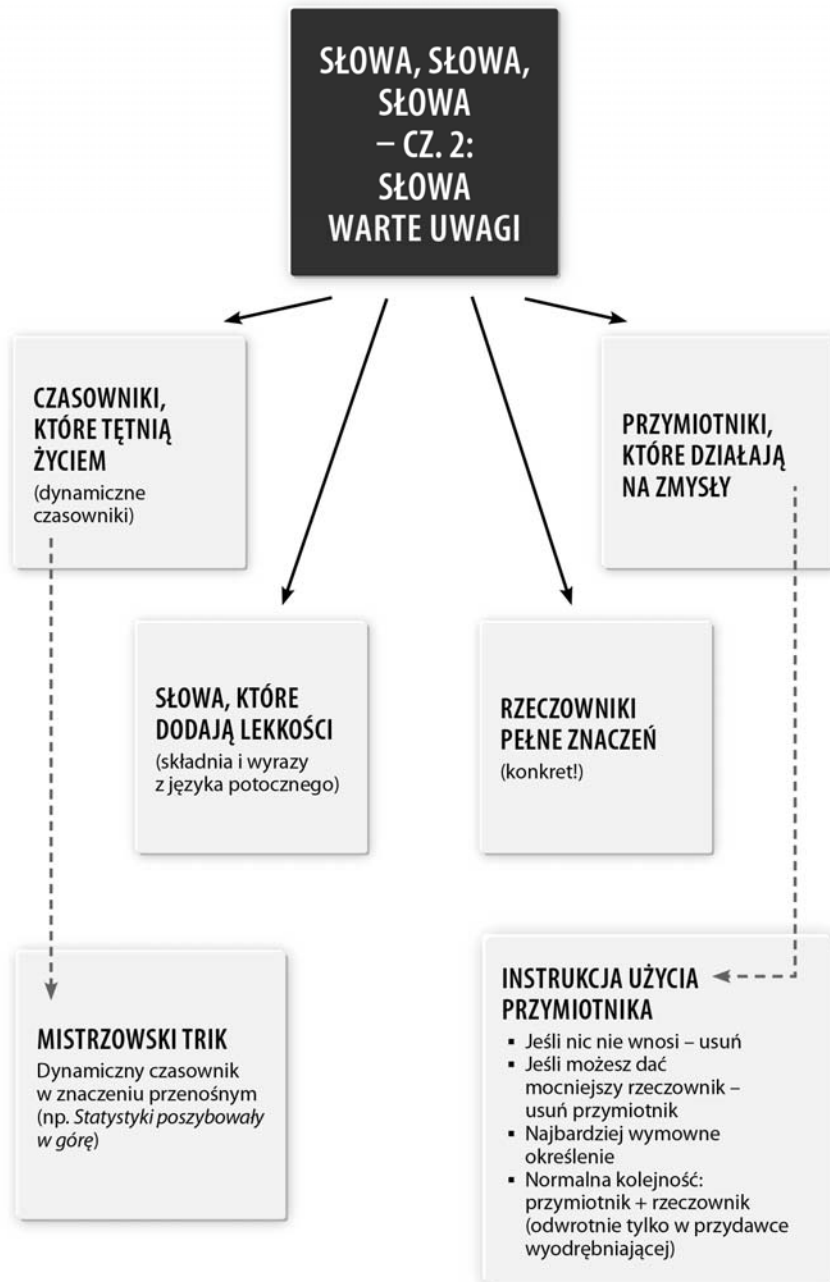 SŁOWA, SŁOWA,
SŁOWA
– CZ. 2:
SŁOWA
WARTE UWAGI
CZASOWNIKI,
KTÓRE TĘTNIĄ
ŻYCIEM
(dynamiczne
czasowniki)
PRZYMIOTNIKI,
KTÓRE DZIAŁAJĄ
NA ZMYSŁY
SŁOWA, KTÓRE
DODAJĄ LEKKOŚCI
(składnia i wyrazy
z języka potocznego)
RZECZOWNIKI
PEŁNE ZNACZEŃ
(konkret!)
MISTRZOWSKI TRIK
Dynamiczny czasownik
w znaczeniu przenośnym
(np. Statystyki poszybowały
w górę)
INSTRUKCJA UŻYCIA
PRZYMIOTNIKA
▪ Jeśli nic nie wnosi – usuń
▪ Jeśli możesz dać
mocniejszy rzeczownik –
usuń przymiotnik
▪ Najbardziej wymowne
określenie
▪ Normalna kolejność:
przymiotnik + rzeczownik
(odwrotnie tylko w przydawce
wyodrębniającej)